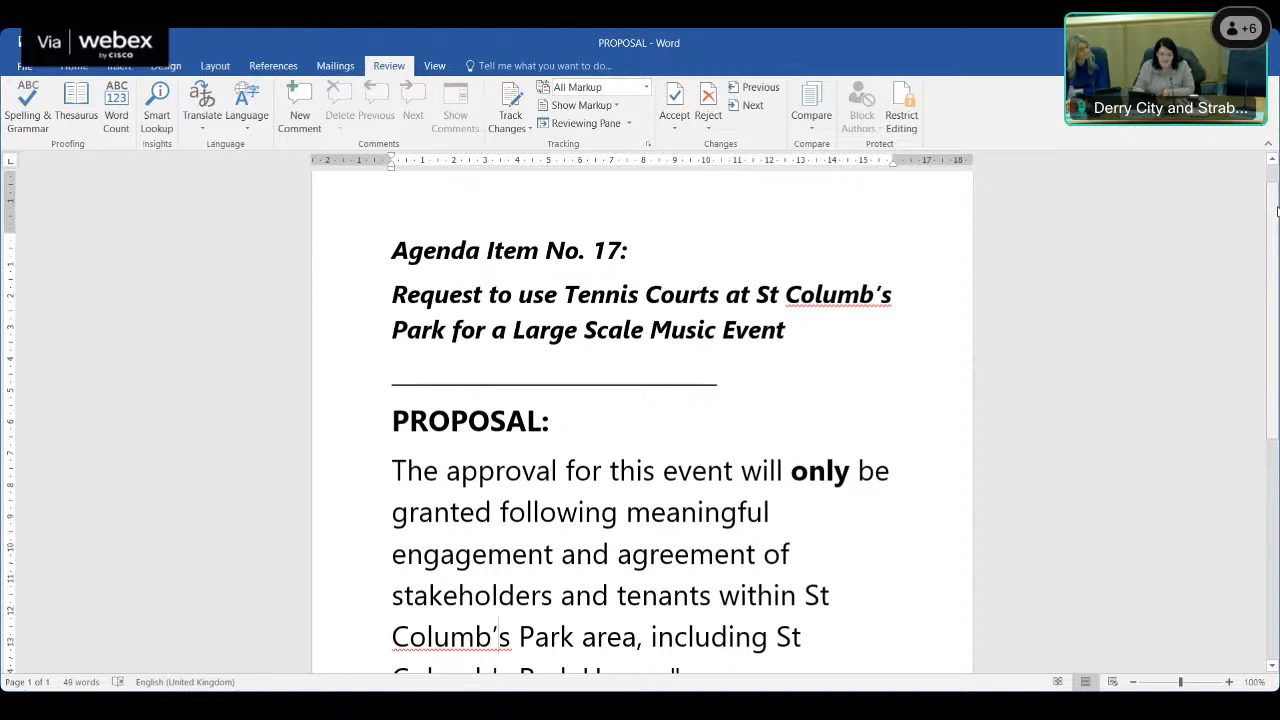 Via webex
by CISCO
PROPOSAL - Word
+6
Design Layout References Mailings Review View Tell me what you want to do...
Spelling & Grammar
Thesaurus
Word Count
Smart Lookup
Translate
Language
New Comment
Delete
Previous
Next
Show Comments
Track Changes
All Markup
Show Markup
Reviewing Pane
Accept
Reject
Previous
Next
Compare
Block Authors
Restrict Editing
Proofing Insights Language Comments Tracking Changes Compare Protect
Derry City and Strab...
Agenda Item No. 17:
Request to use Tennis Courts at St Columb's
Park for a Large Scale Music Event
PROPOSAL:
The approval for this event will only be
granted following meaningful
engagement and agreement of
stakeholders and tenants within St
Columb's Park area, including St
Page 1 of 1 49 words English (United Kingdom) 100%